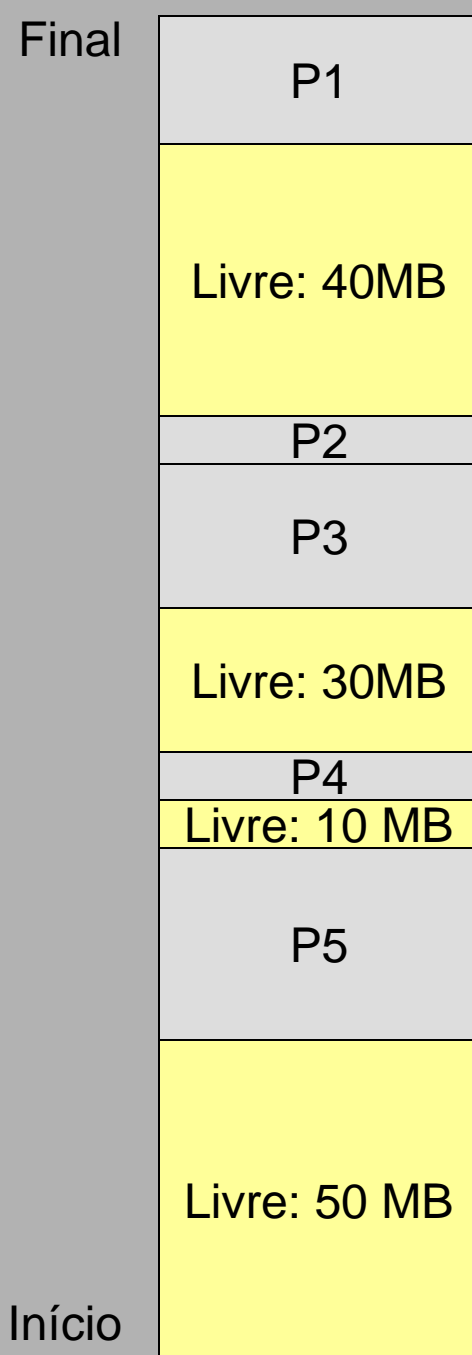 Final
P1
Livre: 40MB
P2
P3
Livre: 30MB
P4
Livre: 10 MB
P5
Livre: 50 MB
Início